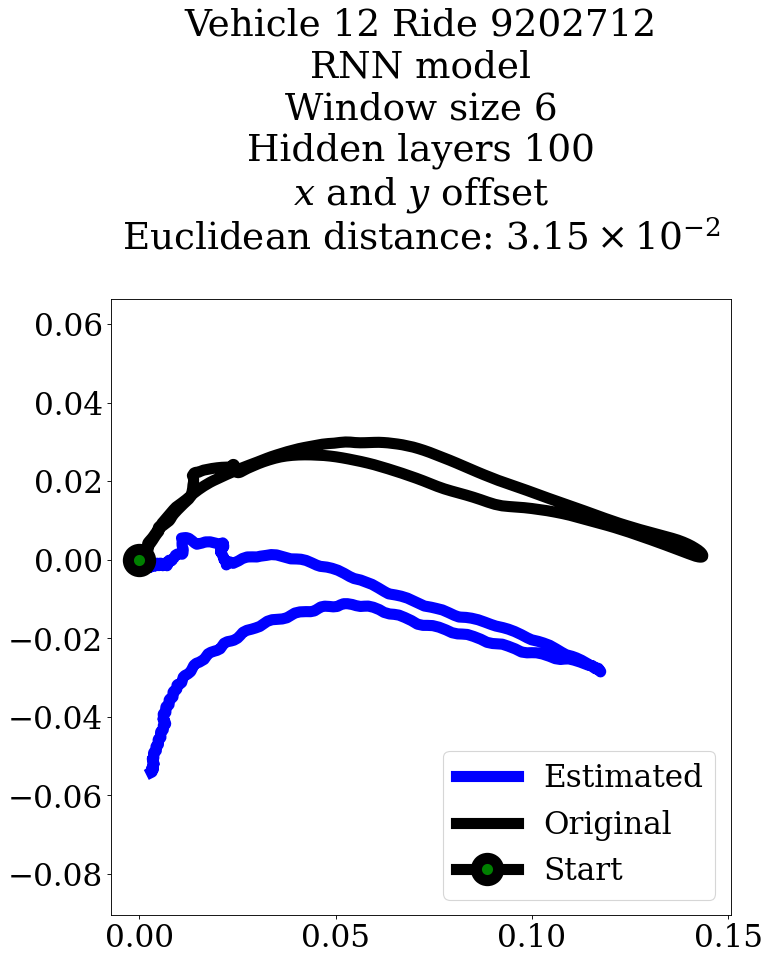 Vehicle 12 Ride 9202712
RNN model
Window size 6
Hidden layers 100
x and y offset
Euclidean distance: 3.15 × 10⁻²
0.06
0.04
0.02
0.00
−0.02
−0.04
−0.06
−0.08
Estimated
Original
Start
0.00 0.05 0.10 0.15